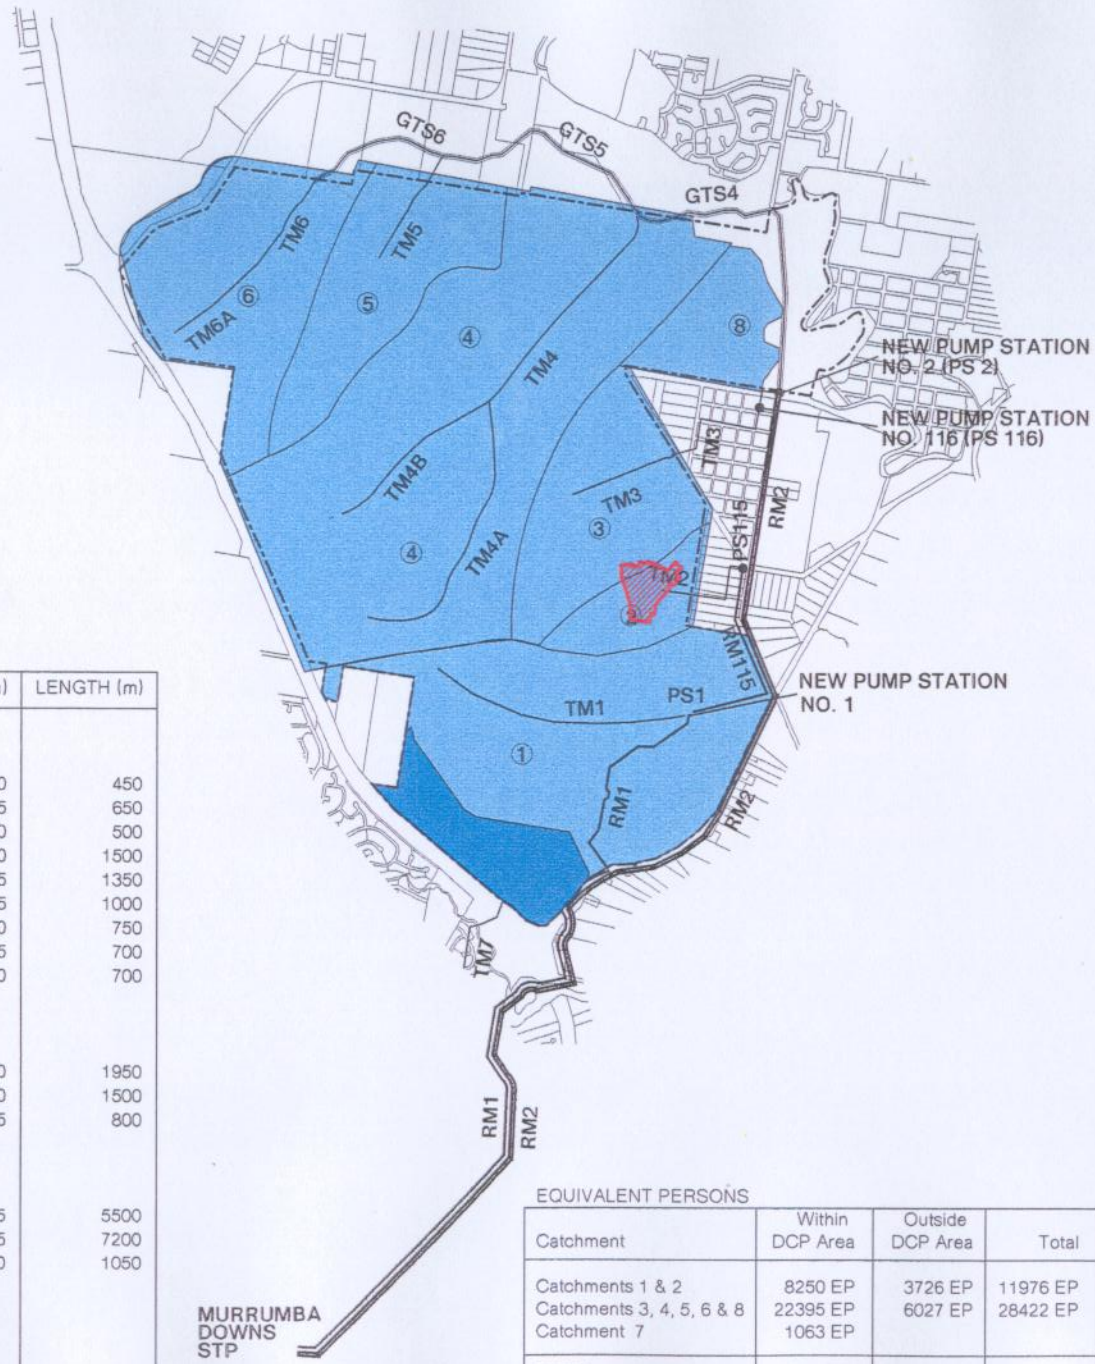 GTS6
GTS5
GTS4
TM6
TM5
⑥
⑤
④
⑧
TM6A
TM4
NEW PUMP STATION
NO. 2 (PS 2)
NEW PUMP STATION
NO. 116 (PS 116)
TM3
TM4B
TM3
RM2
③
PS115
④
TM4A
TM2
②
RM115
NEW PUMP STATION
NO. 1
PS1
TM1
①
RM1
RM2
TM7
RM1
RM2
MURRUMBA
DOWNS
STP
LENGTH (m)
450
650
500
1500
1350
1000
750
700
700
1950
1500
800
5500
7200
1050
EQUIVALENT PERSONS
Catchment Within DCP Area Outside DCP Area Total
Catchments 1 & 2 8250 EP 3726 EP 11976 EP
Catchments 3, 4, 5, 6 & 8 22395 EP 6027 EP 28422 EP
Catchment 7 1063 EP